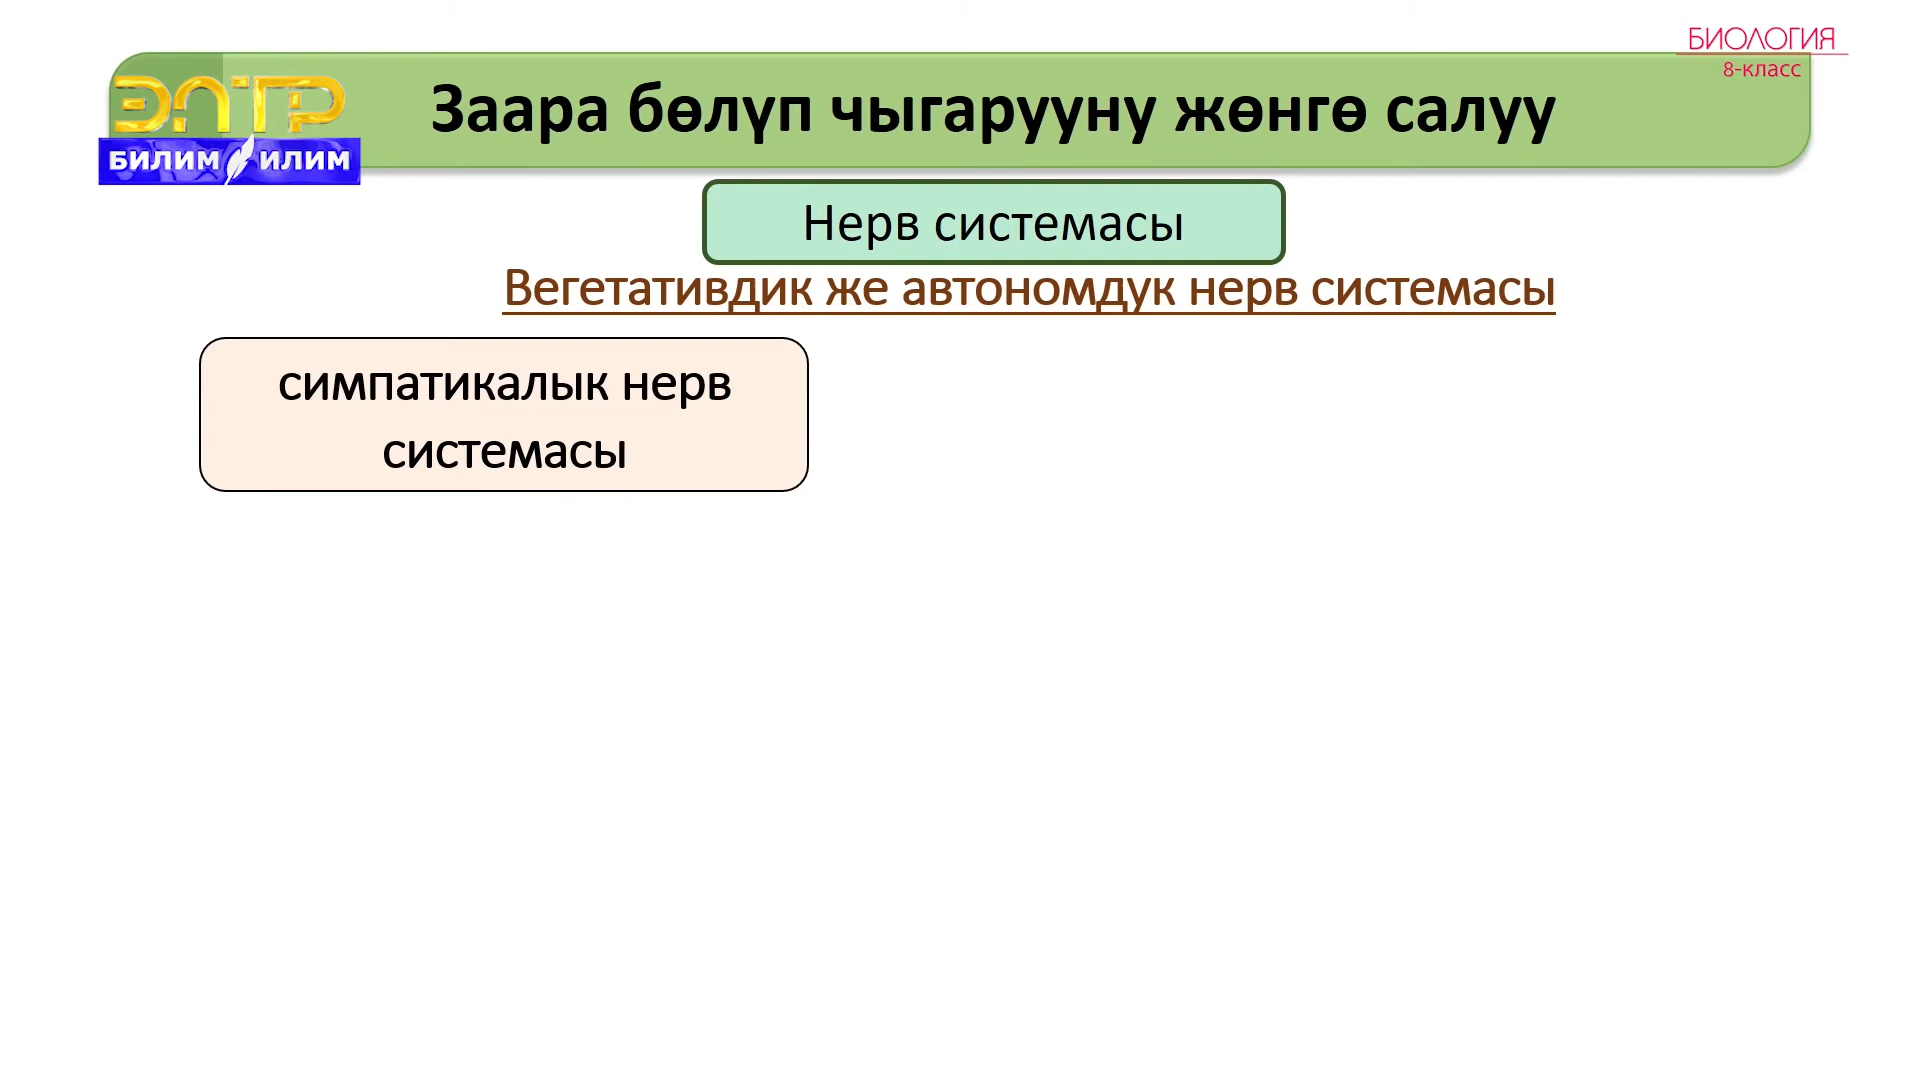 БИОЛОГИЯ
8-класс
ЭЛТР
БИЛИМ ИЛИМ
Заара бөлүп чыгарууну жөнгө салуу
Нерв системасы
Вегетативдик же автономдук нерв системасы
симпатикалык нерв
системасы